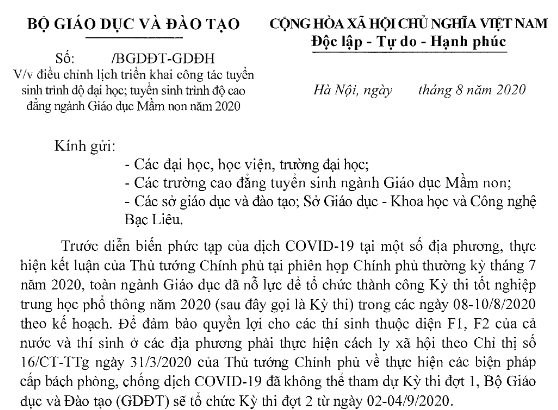 BỘ GIÁO DỤC VÀ ĐÀO TẠO
CỘNG HÒA XÃ HỘI CHỦ NGHĨA VIỆT NAM
Độc lập - Tự do - Hạnh phúc
Số: /BGDĐT-GDĐH
V/v điều chỉnh lịch triển khai công tác tuyển
sinh trình độ đại học; tuyển sinh trình độ cao
đẳng ngành Giáo dục Mầm non năm 2020
Hà Nội, ngày tháng 8 năm 2020
Kính gửi:
- Các đại học, học viện, trường đại học;
- Các trường cao đẳng tuyển sinh ngành Giáo dục Mầm non;
- Các sở giáo dục và đào tạo; Sở Giáo dục - Khoa học và Công nghệ
Bạc Liêu.
Trước diễn biến phức tạp của dịch COVID-19 tại một số địa phương, thực
hiện kết luận của Thủ tướng Chính phủ tại phiên họp Chính phủ thường kỳ tháng 7
năm 2020, toàn ngành Giáo dục đã nỗ lực để tổ chức thành công Kỳ thi tốt nghiệp
trung học phổ thông năm 2020 (sau đây gọi là Kỳ thi) trong các ngày 08-10/8/2020
theo kế hoạch. Để đảm bảo quyền lợi cho các thí sinh thuộc diện F1, F2 của cả
nước và thí sinh ở các địa phương phải thực hiện cách ly xã hội theo Chỉ thị số
16/CT-TTg ngày 31/3/2020 của Thủ tướng Chính phủ về thực hiện các biện pháp
cấp bách phòng, chống dịch COVID-19 đã không thể tham dự Kỳ thi đợt 1, Bộ Giáo
dục và Đào tạo (GDĐT) sẽ tổ chức Kỳ thi đợt 2 từ ngày 02-04/9/2020.